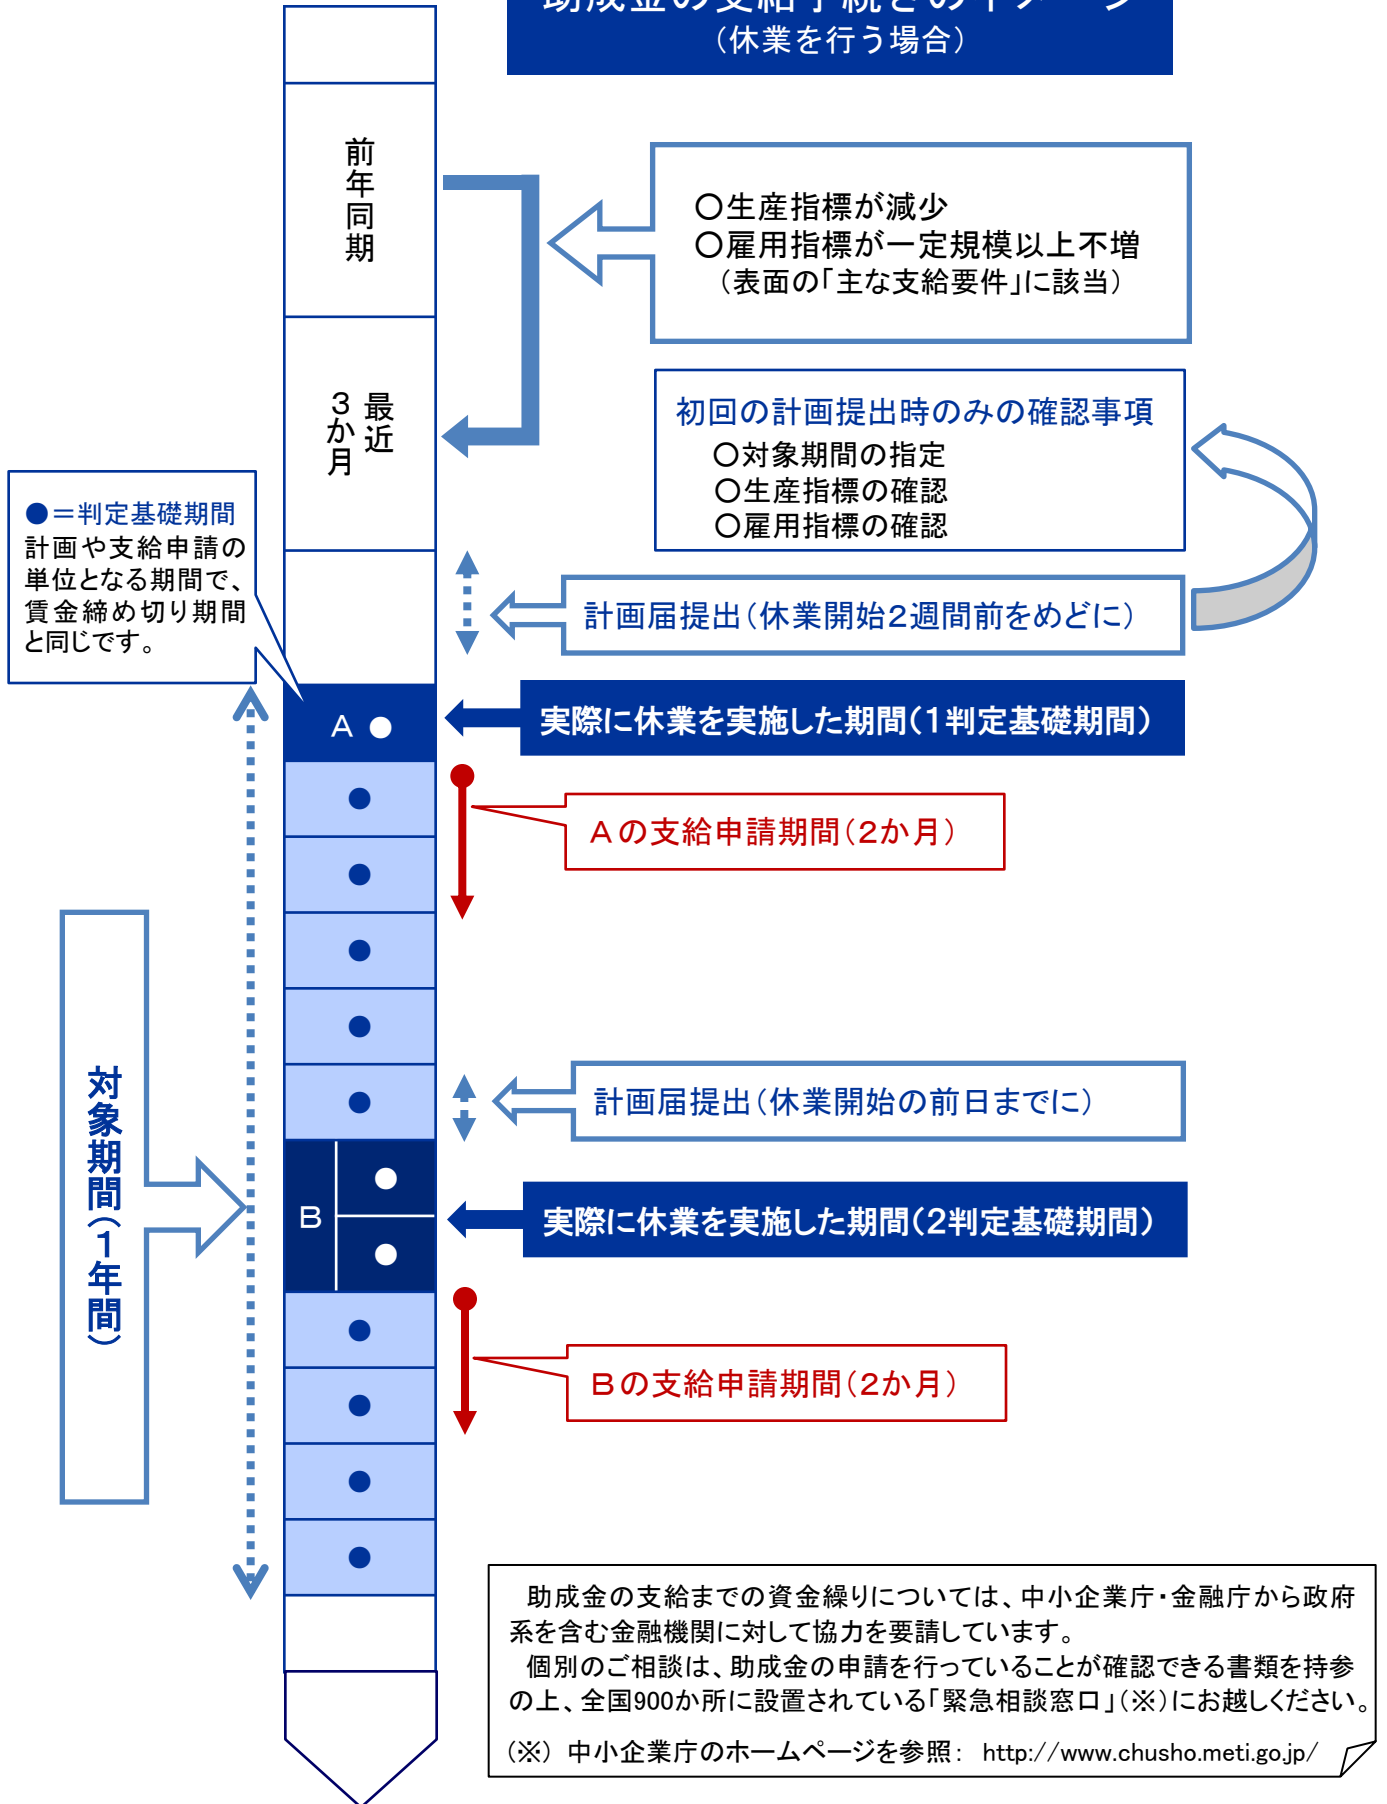 助成金の支給手続きのイメージ
（休業を行う場合）
前年同期
○生産指標が減少
○雇用指標が一定規模以上不増
（表面の「主な支給要件」に該当）
最近
３か月
初回の計画提出時のみの確認事項
○対象期間の指定
○生産指標の確認
○雇用指標の確認
●＝判定基礎期間
計画や支給申請の
単位となる期間で、
賃金締め切り期間
と同じです。
計画届提出（休業開始２週間前をめどに）
Ａ ●
実際に休業を実施した期間（１判定基礎期間）
●
Ａの支給申請期間（２か月）
●
●
●
●
計画届提出（休業開始の前日までに）
対象期間（１年間）
Ｂ
●
●
実際に休業を実施した期間（２判定基礎期間）
●
Ｂの支給申請期間（２か月）
●
●
●
助成金の支給までの資金繰りについては、中小企業庁・金融庁から政府
系を含む金融機関に対して協力を要請しています。
個別のご相談は、助成金の申請を行っていることが確認できる書類を持参
の上、全国900か所に設置されている「緊急相談窓口」（※）にお越しください。
（※） 中小企業庁のホームページを参照： http://www.chusho.meti.go.jp/